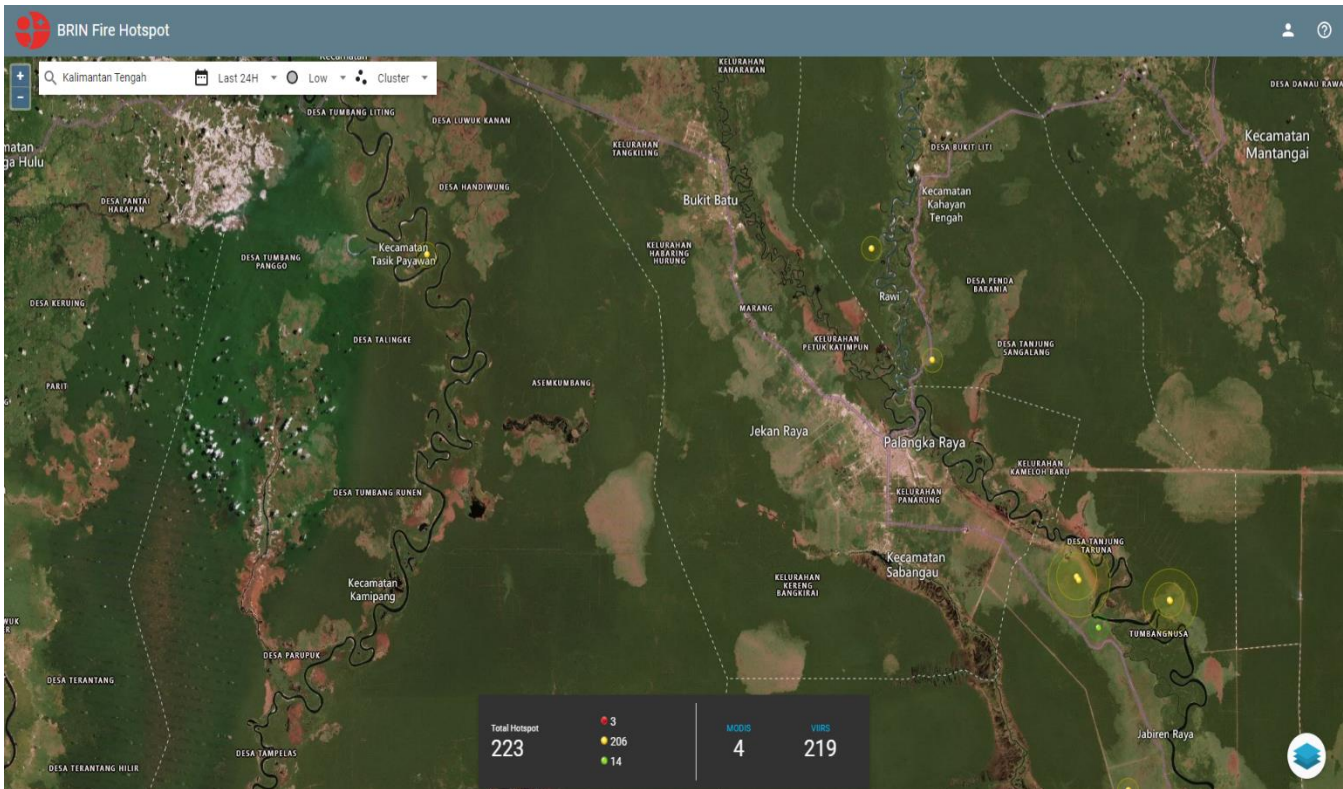 BRIN Fire Hotspot
+
−
Kalimantan Tengah
Last 24H
Low
Cluster
KELURAHAN
KANARAKAN
DESA DANAU RAWA
DESA TUMBANG LITING
DESA LUWUK KANAN
KELURAHAN
TANGKILING
DESA BUKIT LITI
Kecamatan
Mantangai
matan
ga Hulu
DESA HANDIWUNG
DESA PANTAI
HARAPAN
Bukit Batu
Kecamatan
Kahayan
Tengah
Kecamatan
Tasik Payawan
DESA TUMBANG
PANGGO
KELURAHAN
HABARING
HURUNG
DESA PENDA
BARANIA
Rawi
DESA KERUING
MARANG
DESA TALINGKE
KELURAHAN
PETUK KATIMPUN
DESA TANJUNG
SANGALANG
PARIT
ASEMKUMBANG
Jekan Raya
Palangka Raya
KELURAHAN
KAMELOH BARU
DESA TUMBANG RUNEN
KELURAHAN
PANARUNG
DESA TANJUNG
TARUNA
Kecamatan
Sabangau
Kecamatan
Kamipang
KELURAHAN
KERENG
BANGKIRAI
TUMBANGNUSA
DESA PARUPUK
DESA TERANTANG
Jabiren Raya
DESA TAMPELAS
DESA TERANTANG HILIR
Total Hotspot
223
3
206
14
MODIS
4
VIIRS
219